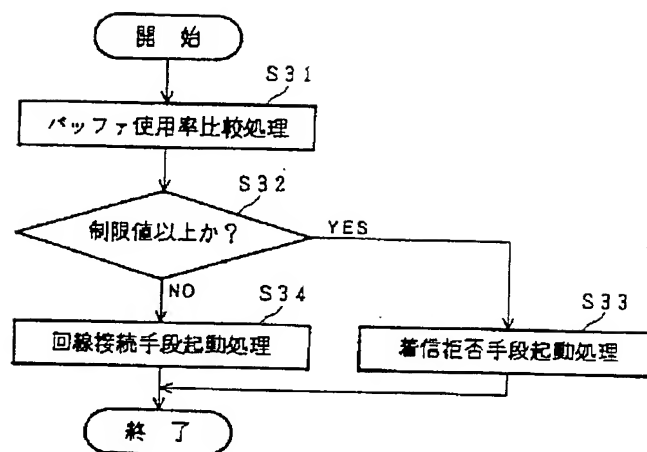 開始
S31
バッファ使用率比較処理
S32
制限値以上か？
YES
NO
S34
S33
回線接続手段起動処理
着信拒否手段起動処理
終了